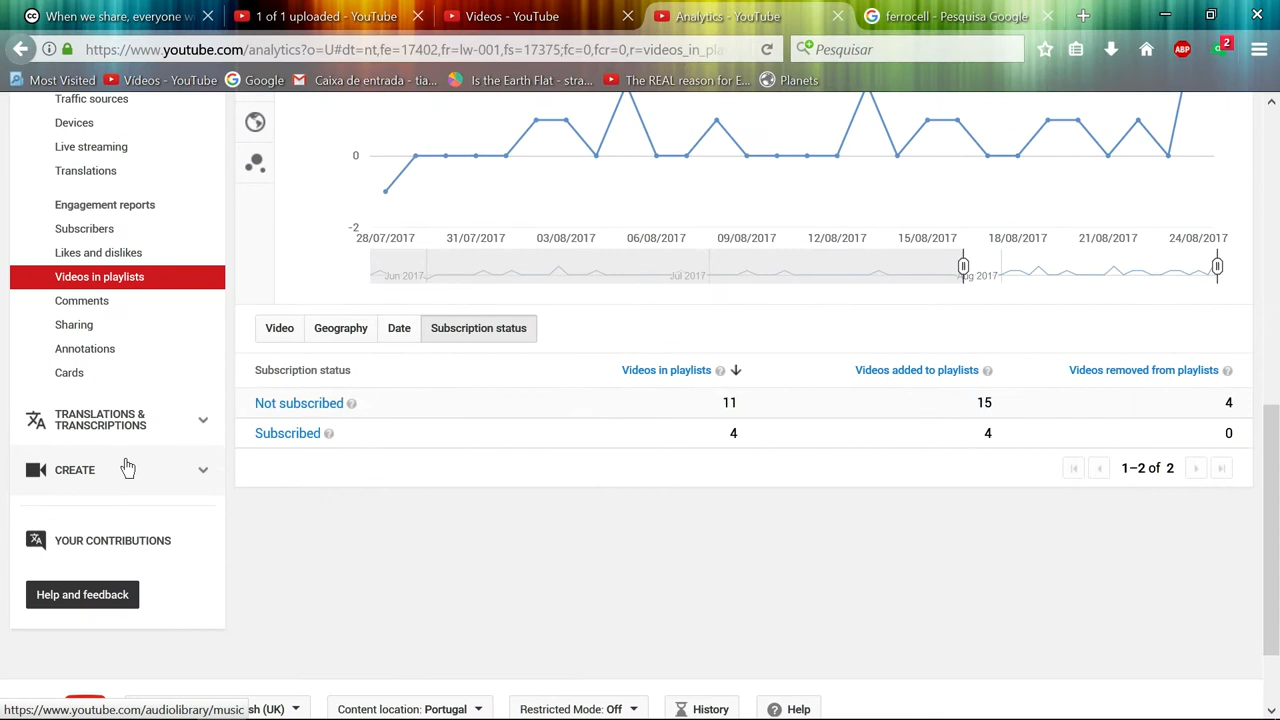 When we share, everyone w
1 of 1 uploaded - YouTube
Videos - YouTube
Analytics - YouTube
ferrocell - Pesquisa Google
https://www.youtube.com/analytics?o=U#dt=nt,fe=17402,fr=lw-001,fs=17375;fc=0,fcr=0,r=videos_in_pla
Pesquisar
ABP
2
Most Visited
Vídeos - YouTube
Google
Caixa de entrada - tia...
Is the Earth Flat - stra...
The REAL reason for E...
Planets
Traffic sources
Devices
Live streaming
Translations
Engagement reports
Subscribers
Likes and dislikes
Videos in playlists
Comments
Sharing
Annotations
Cards
TRANSLATIONS &
TRANSCRIPTIONS
CREATE
YOUR CONTRIBUTIONS
Help and feedback
0
-2
28/07/2017 31/07/2017 03/08/2017 06/08/2017 09/08/2017 12/08/2017 15/08/2017 18/08/2017 21/08/2017 24/08/2017
Jun 2017 Jul 2017 Aug 2017
Video Geography Date Subscription status
Subscription status Videos in playlists Videos added to playlists Videos removed from playlists
Not subscribed 11 15 4
Subscribed 4 4 0
1–2 of 2
https://www.youtube.com/audiolibrary/music
sh (UK)
Content location: Portugal
Restricted Mode: Off
History
Help